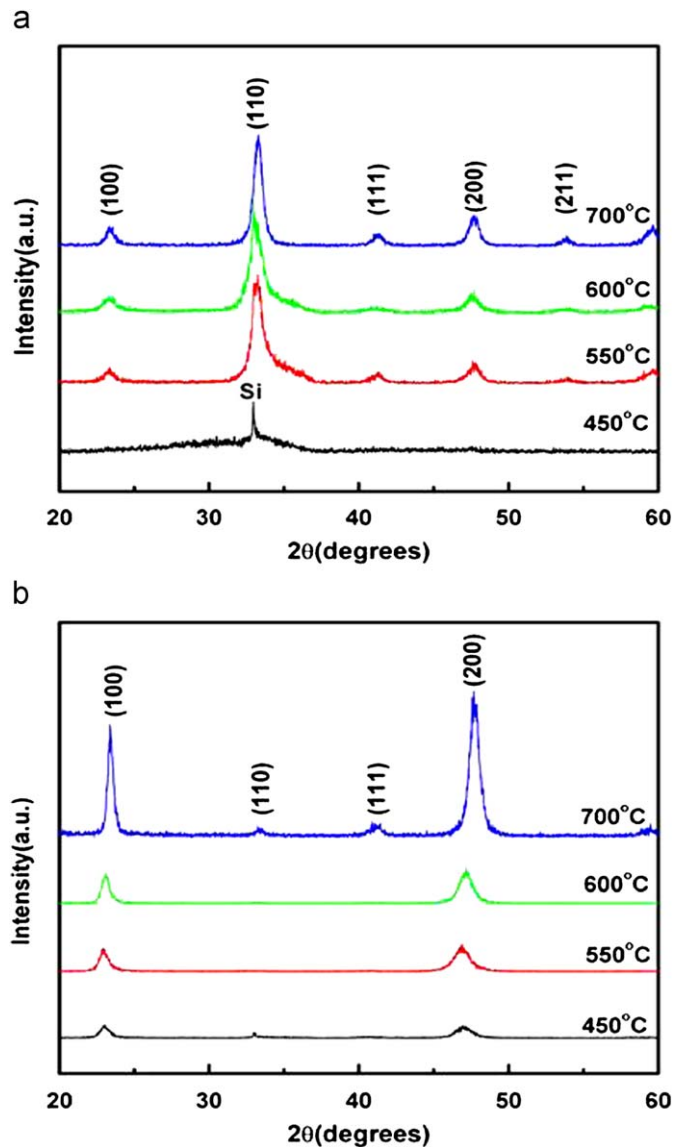 a
(100)
(110)
(111)
(200)
(211)
700°C
600°C
550°C
Si
450°C
Intensity(a.u.)
20 30 40 50 60
2θ(degrees)
b
(100)
(110)
(111)
(200)
700°C
600°C
550°C
450°C
Intensity(a.u.)
20 30 40 50 60
2θ(degrees)